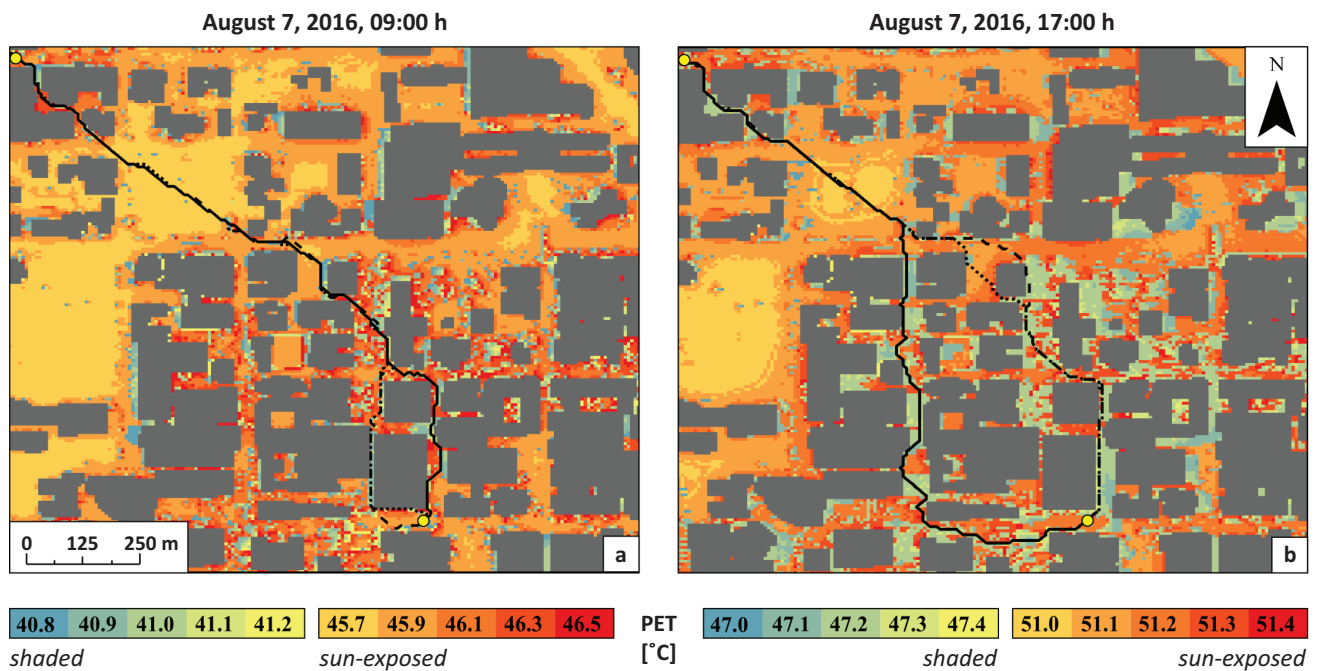 August 7, 2016, 09:00 h
August 7, 2016, 17:00 h
N
0 125 250 m
a
b
40.8 40.9 41.0 41.1 41.2 45.7 45.9 46.1 46.3 46.5 PET 47.0 47.1 47.2 47.3 47.4 51.0 51.1 51.2 51.3 51.4
shaded sun-exposed [°C] shaded sun-exposed